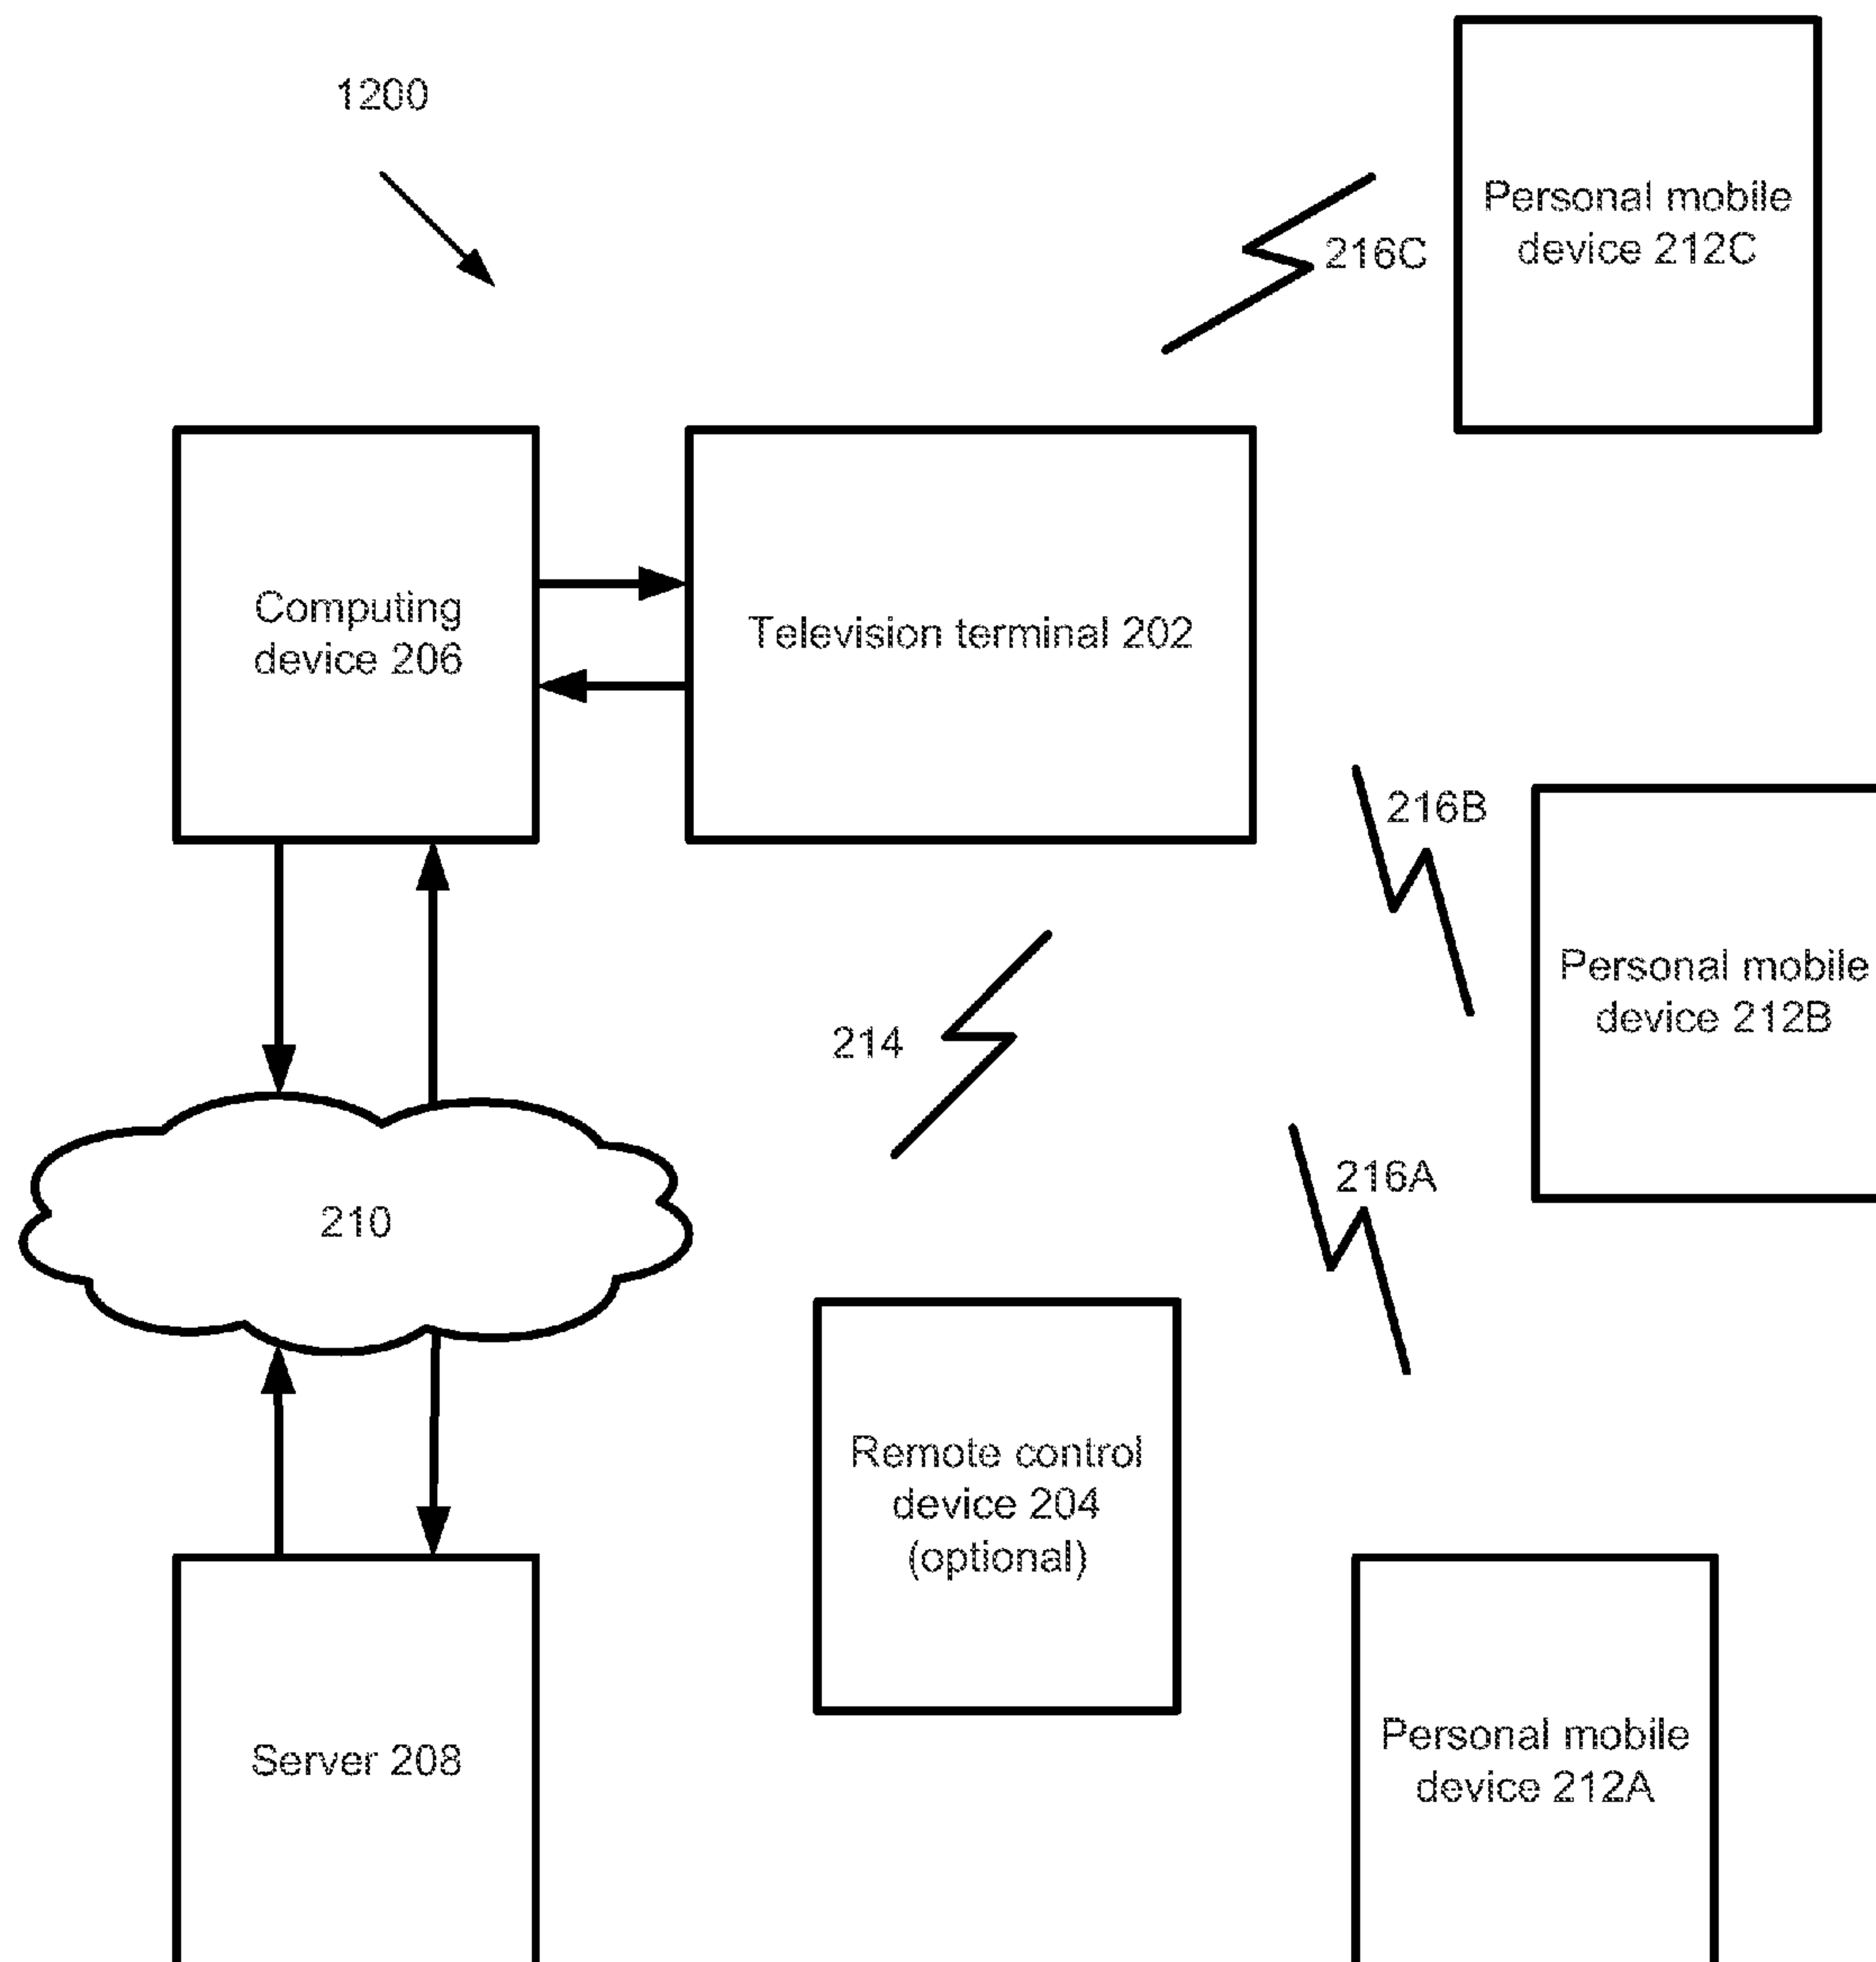 1200
Personal mobile
device 212C
216C
Computing
device 206
Television terminal 202
216B
Personal mobile
device 212B
214
216A
210
Remote control
device 204
(optional)
Server 208
Personal mobile
device 212A